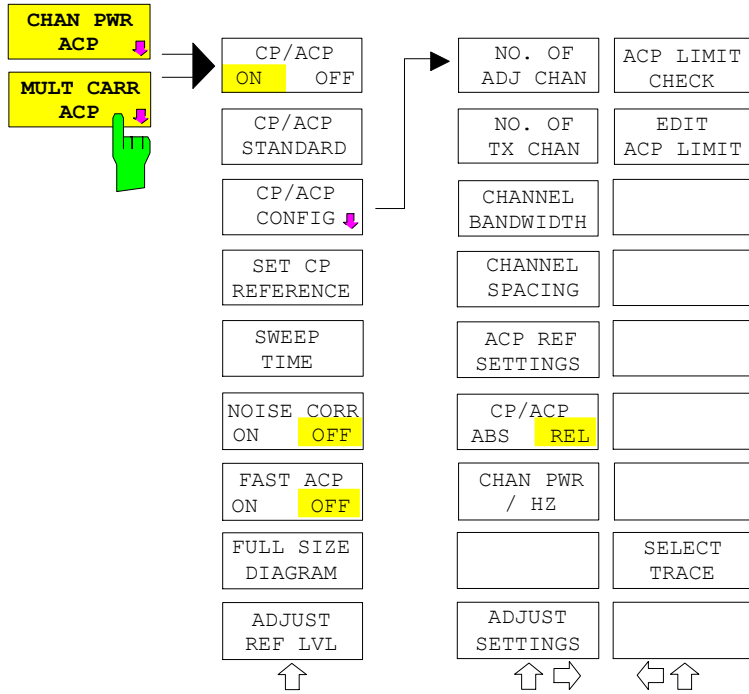 CHAN PWR
ACP
MULT CARR
ACP
CP/ACP
ON OFF
CP/ACP
STANDARD
CP/ACP
CONFIG
SET CP
REFERENCE
SWEEP
TIME
NOISE CORR
ON OFF
FAST ACP
ON OFF
FULL SIZE
DIAGRAM
ADJUST
REF LVL
NO. OF
ADJ CHAN
NO. OF
TX CHAN
CHANNEL
BANDWIDTH
CHANNEL
SPACING
ACP REF
SETTINGS
CP/ACP
ABS REL
CHAN PWR
/ HZ
ADJUST
SETTINGS
ACP LIMIT
CHECK
EDIT
ACP LIMIT
SELECT
TRACE